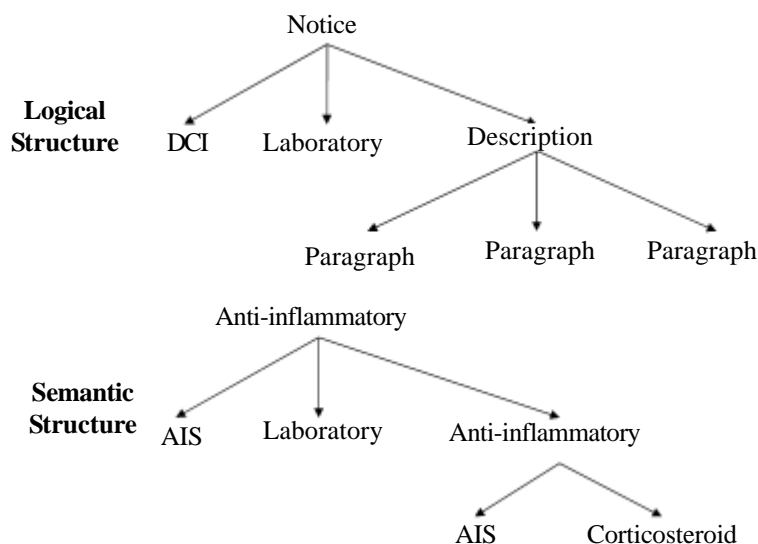 Notice
Logical
Structure
DCI Laboratory Description
Paragraph Paragraph Paragraph
Anti-inflammatory
Semantic
Structure
AIS Laboratory Anti-inflammatory
AIS Corticosteroid